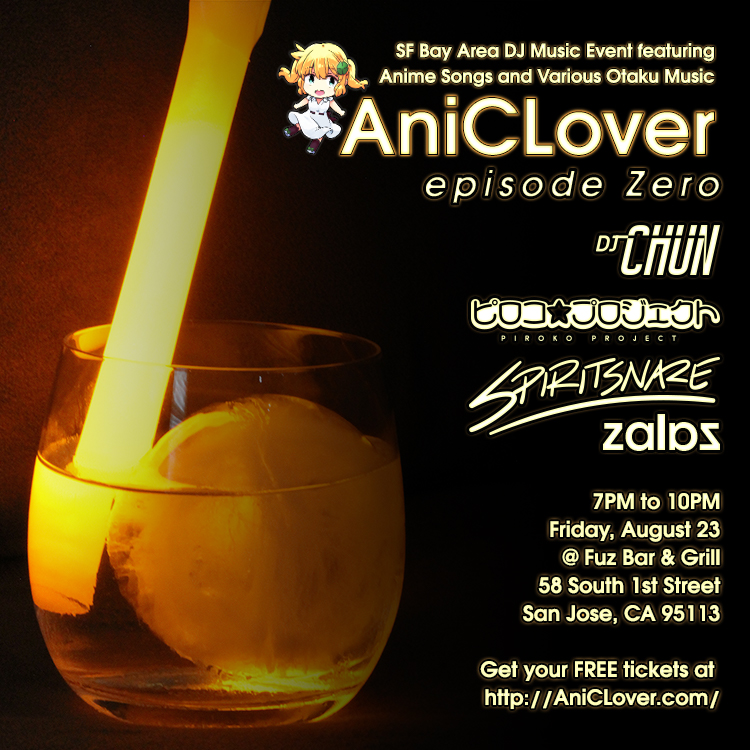 SF Bay Area DJ Music Event featuring
Anime Songs and Various Otaku Music
AniCLover
episode Zero
DJ CHUN
ピロコ★プロジェクト
PIROKO PROJECT
SPIRITSNARE
zalas
7PM to 10PM
Friday, August 23
@ Fuz Bar & Grill
58 South 1st Street
San Jose, CA 95113
Get your FREE tickets at
http://AniCLover.com/